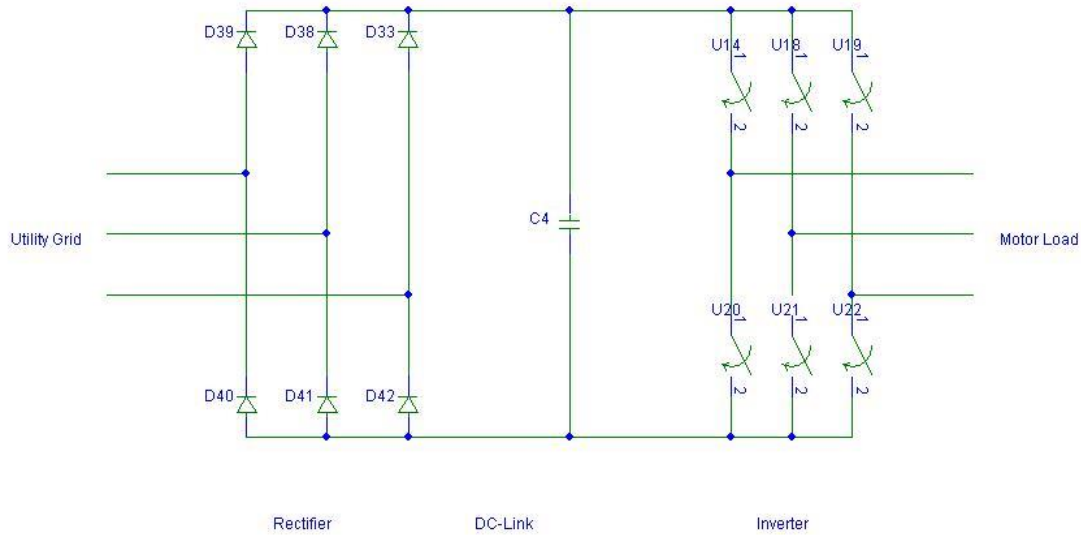 D39 D38 D33 U14 1 U18 1 U19 1
2 2 2
C4
Utility Grid Motor Load
U20 1 U21 1 U22 1
D40 D41 D42 2 2 2
Rectifier DC-Link Inverter